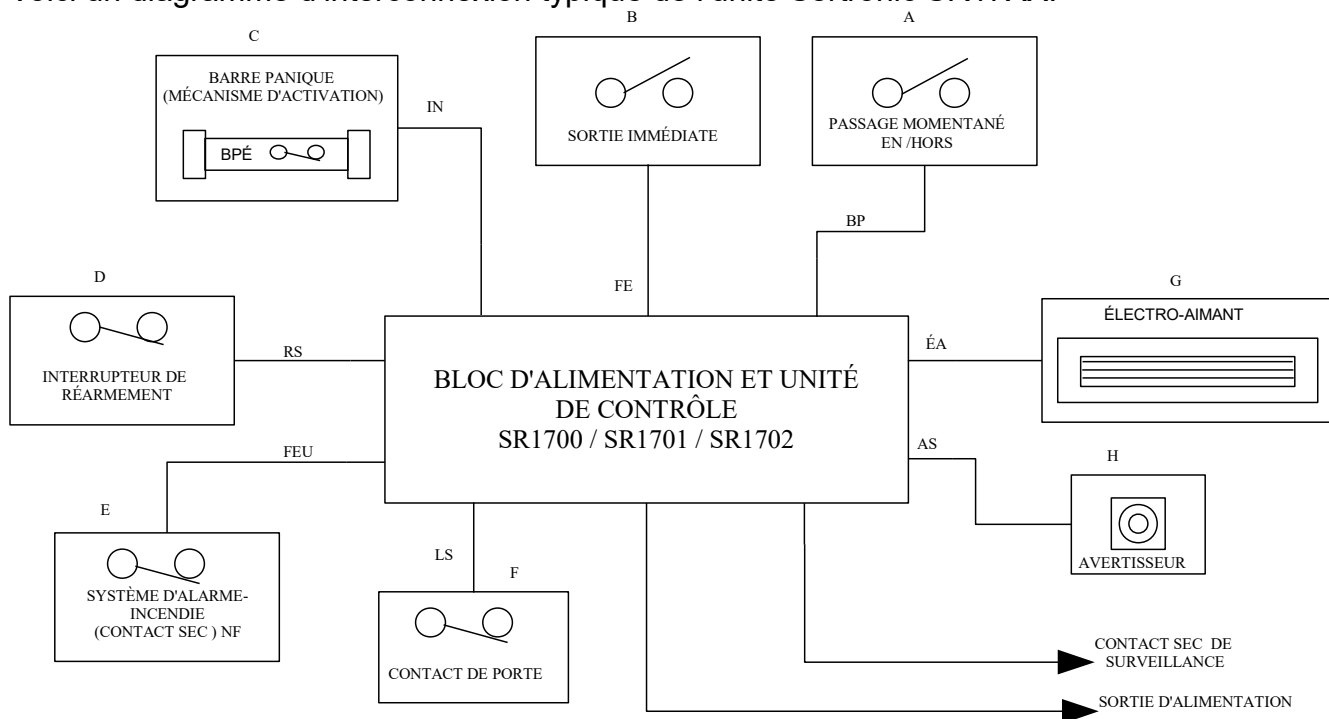 B
A
C
BARRE PANIQUE
(MÉCANISME D'ACTIVATION)
BPÉ
IN
SORTIE IMMÉDIATE
PASSAGE MOMENTANÉ
EN /HORS
BP
FE
D
INTERRUPTEUR DE
RÉARMEMENT
RS
BLOC D'ALIMENTATION ET UNITÉ
DE CONTRÔLE
SR1700 / SR1701 / SR1702
ÉA
G
ÉLECTRO-AIMANT
FEU
AS
H
AVERTISSEUR
E
SYSTÈME D'ALARME-
INCENDIE
(CONTACT SEC ) NF
LS
F
CONTACT DE PORTE
CONTACT SEC DE
SURVEILLANCE
SORTIE D'ALIMENTATION